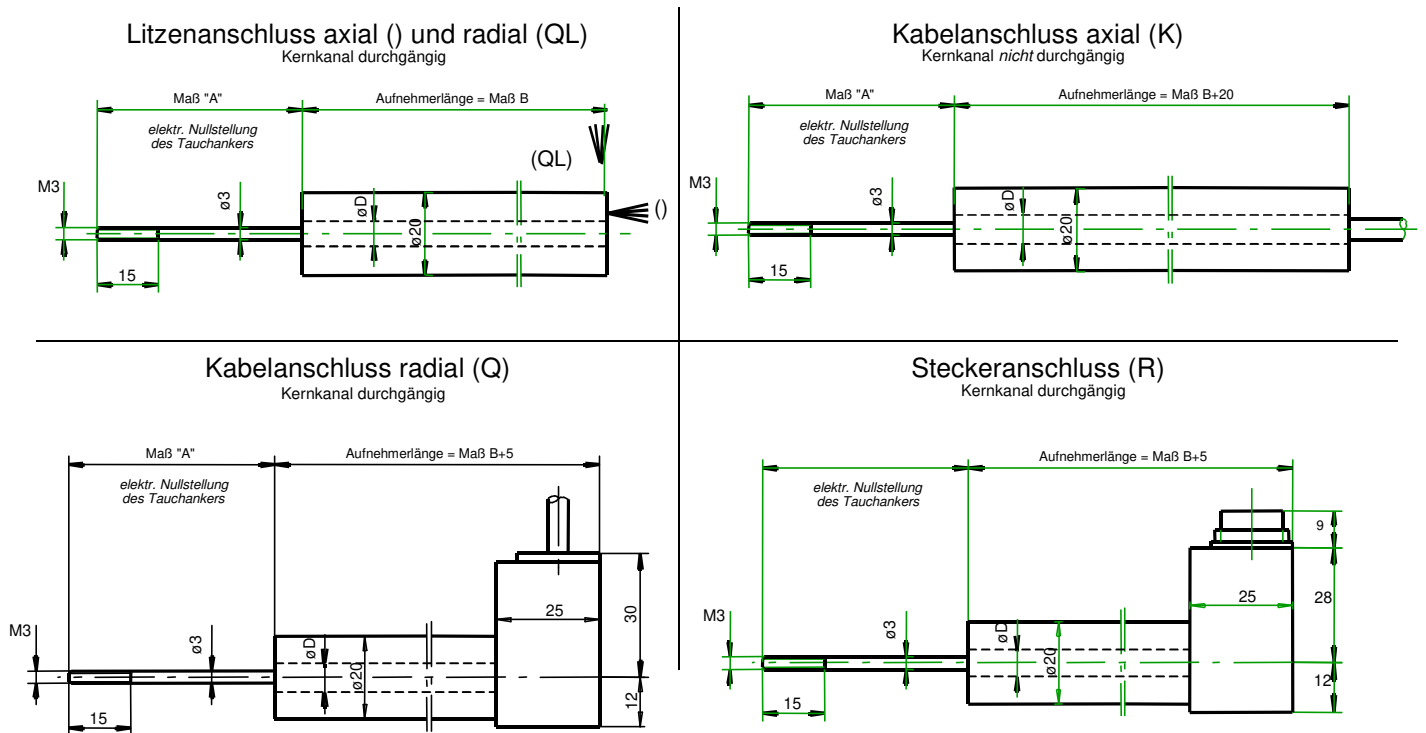 Litzenanschluss axial () und radial (QL)
Kernkanal durchgängig
Maß "A"
Aufnehmerlänge = Maß B
elektr. Nullstellung
des Tauchankers
(QL)
()
M3
ø3
øD
ø20
15
Kabelanschluss axial (K)
Kernkanal nicht durchgängig
Maß "A"
Aufnehmerlänge = Maß B+20
elektr. Nullstellung
des Tauchankers
M3
ø3
øD
ø20
15
Kabelanschluss radial (Q)
Kernkanal durchgängig
Maß "A"
Aufnehmerlänge = Maß B+5
elektr. Nullstellung
des Tauchankers
25
30
M3
ø3
øD
ø20
12
15
Steckeranschluss (R)
Kernkanal durchgängig
Aufnehmerlänge = Maß B+5
elektr. Nullstellung
des Tauchankers
9
25
28
M3
ø3
øD
ø20
12
15